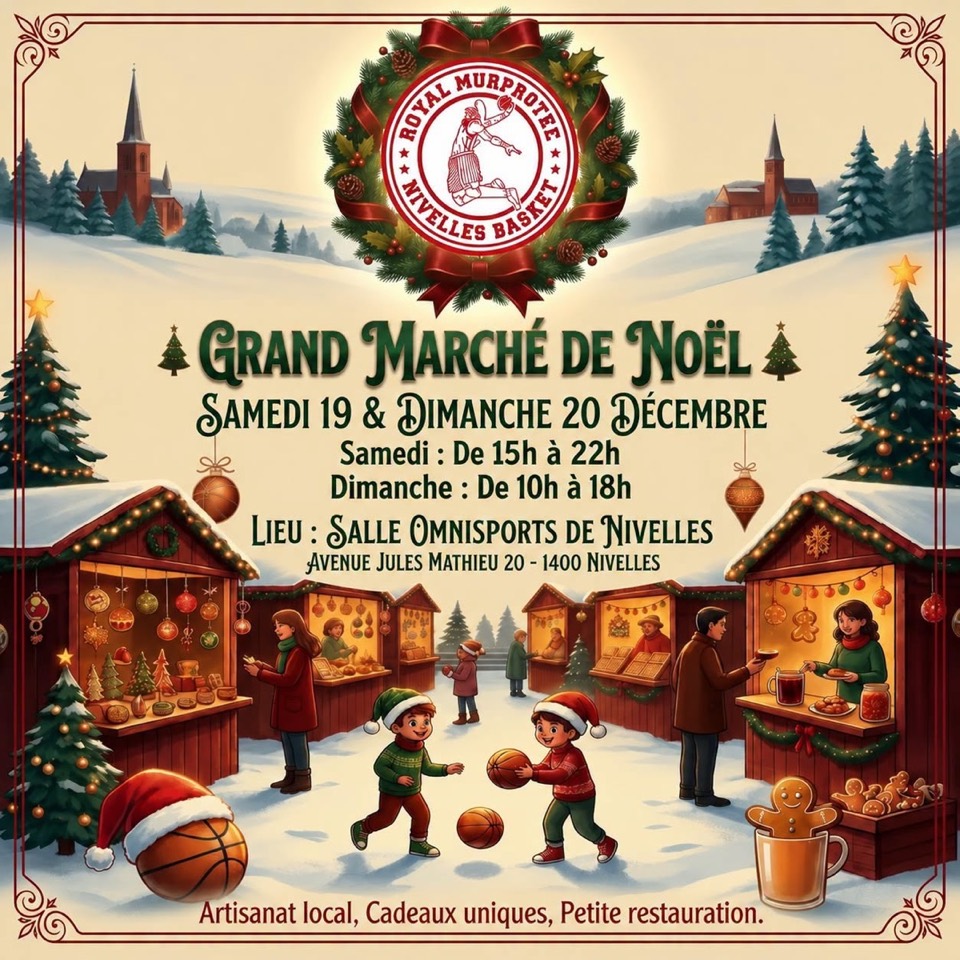 ROYAL MURPROTEE
NIVELLES BASKET
GRAND MARCHÉ DE NOËL
SAMEDI 19 & DIMANCHE 20 DÉCEMBRE
Samedi : De 15h à 22h
Dimanche : De 10h à 18h
LIEU : SALLE OMNISPORTS DE NIVELLES
AVENUE JULES MATHIEU 20 - 1400 NIVELLES
Artisanat local, Cadeaux uniques, Petite restauration.